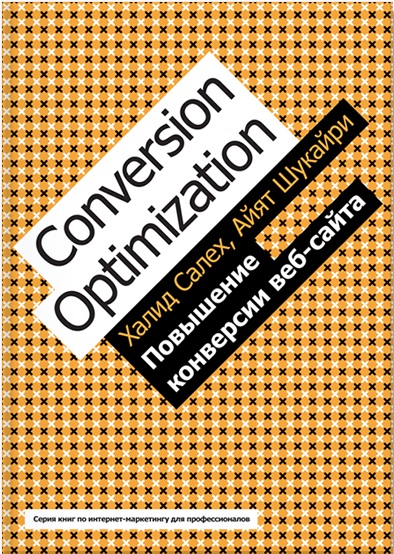 Conversion
Optimization
Халид Салех, Айят Шукайри
Повышение
конверсии веб-сайта
Серия книг по интернет-маркетингу для профессионалов